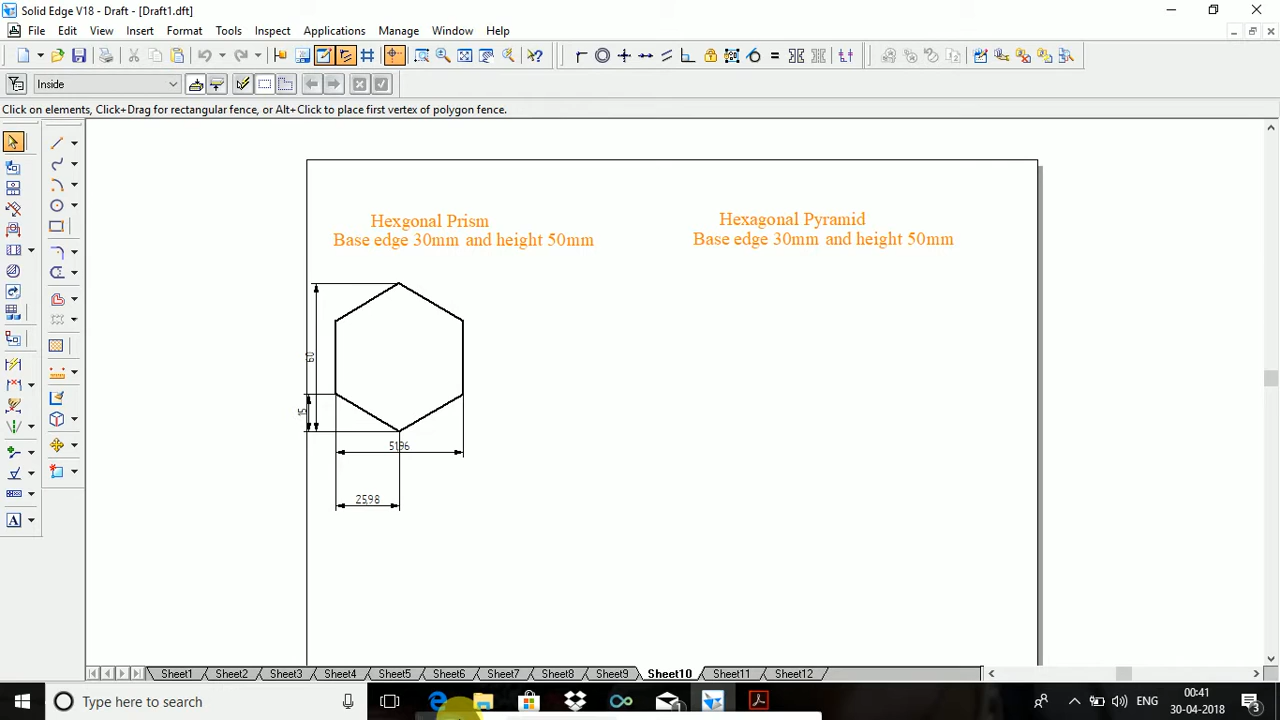 Solid Edge V18 - Draft - [Draft1.dft]
File Edit View Insert Format Tools Inspect Applications Manage Window Help
Inside
Click on elements, Click+Drag for rectangular fence, or Alt+Click to place first vertex of polygon fence.
Hexgonal Prism
Base edge 30mm and height 50mm
Hexagonal Pyramid
Base edge 30mm and height 50mm
60
15
51,96
25,98
A
Sheet1 Sheet2 Sheet3 Sheet4 Sheet5 Sheet6 Sheet7 Sheet8 Sheet9 Sheet10 Sheet11 Sheet12
Type here to search
1
ENG
00:41
30-04-2018
3